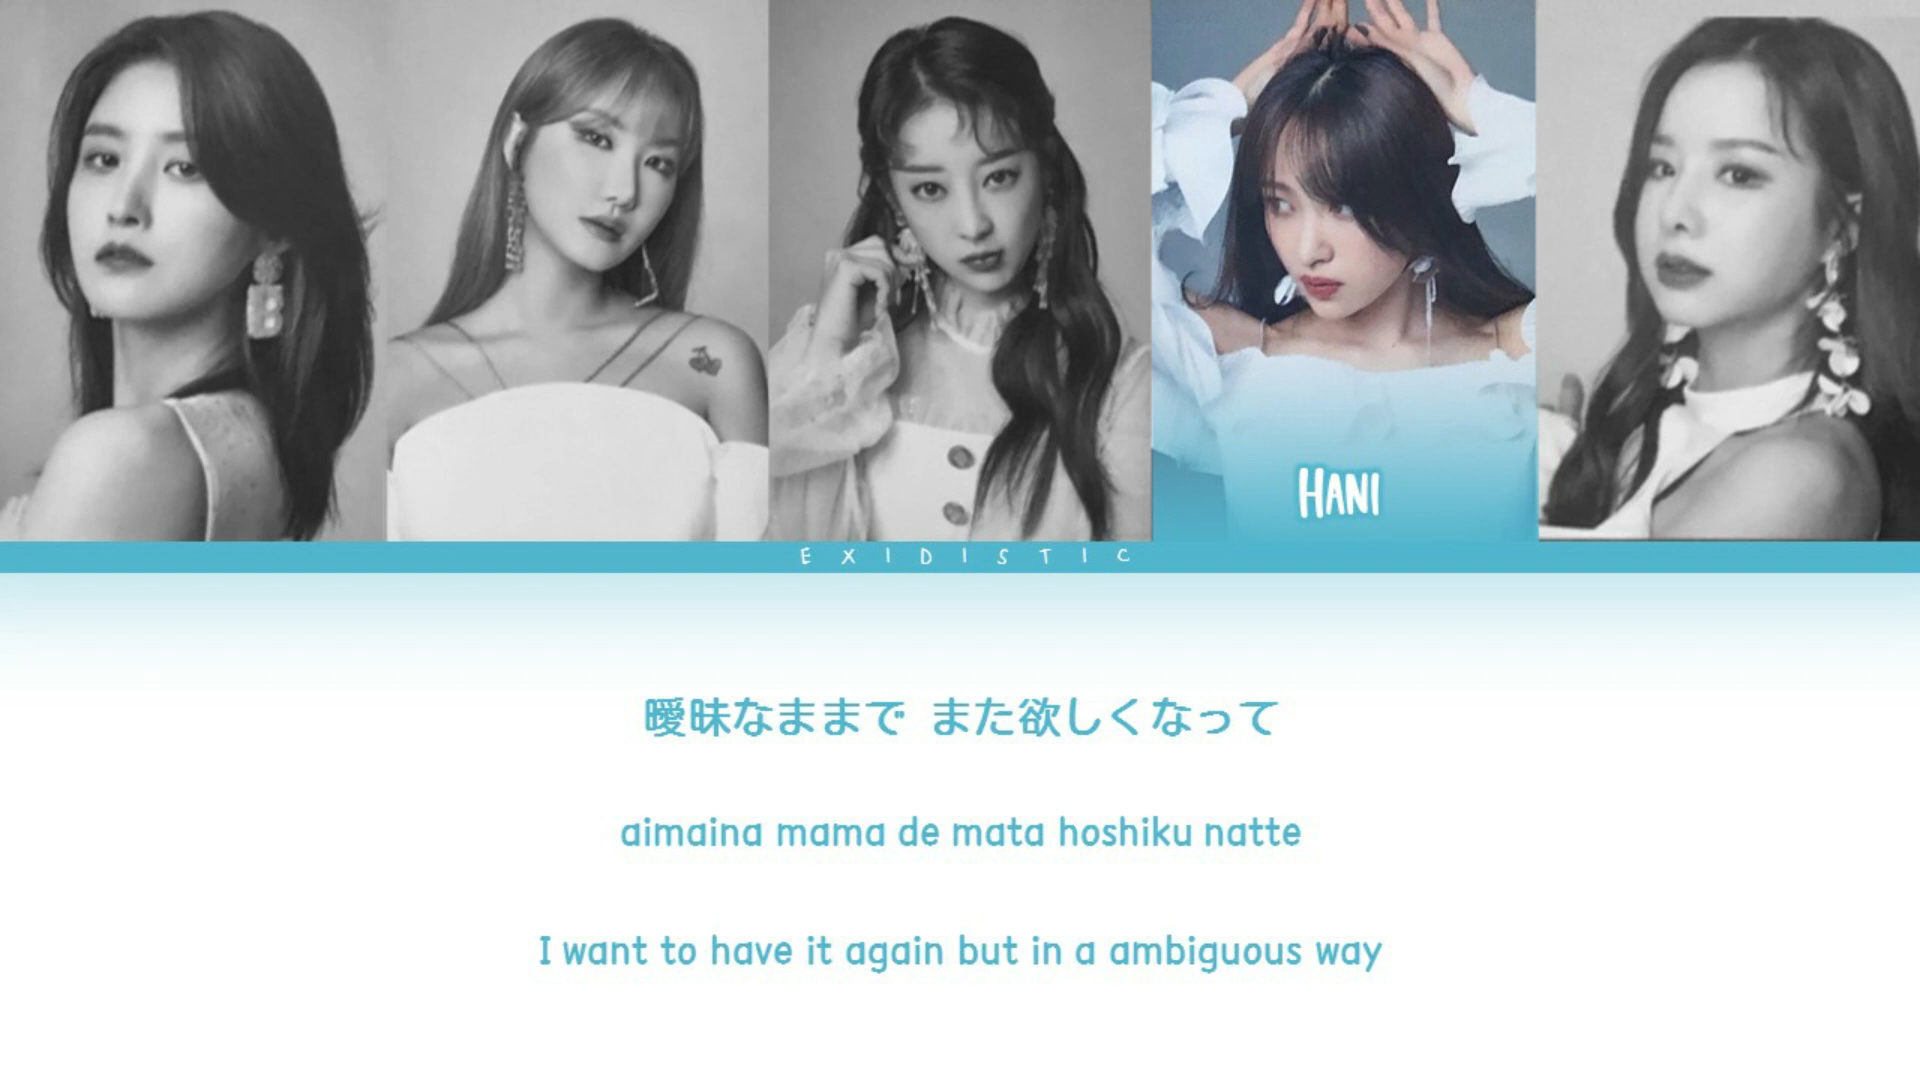 HANI
EXIDISTIC
曖昧なままで また欲しくなって
aimaina mama de mata hoshiku natte
I want to have it again but in a ambiguous way